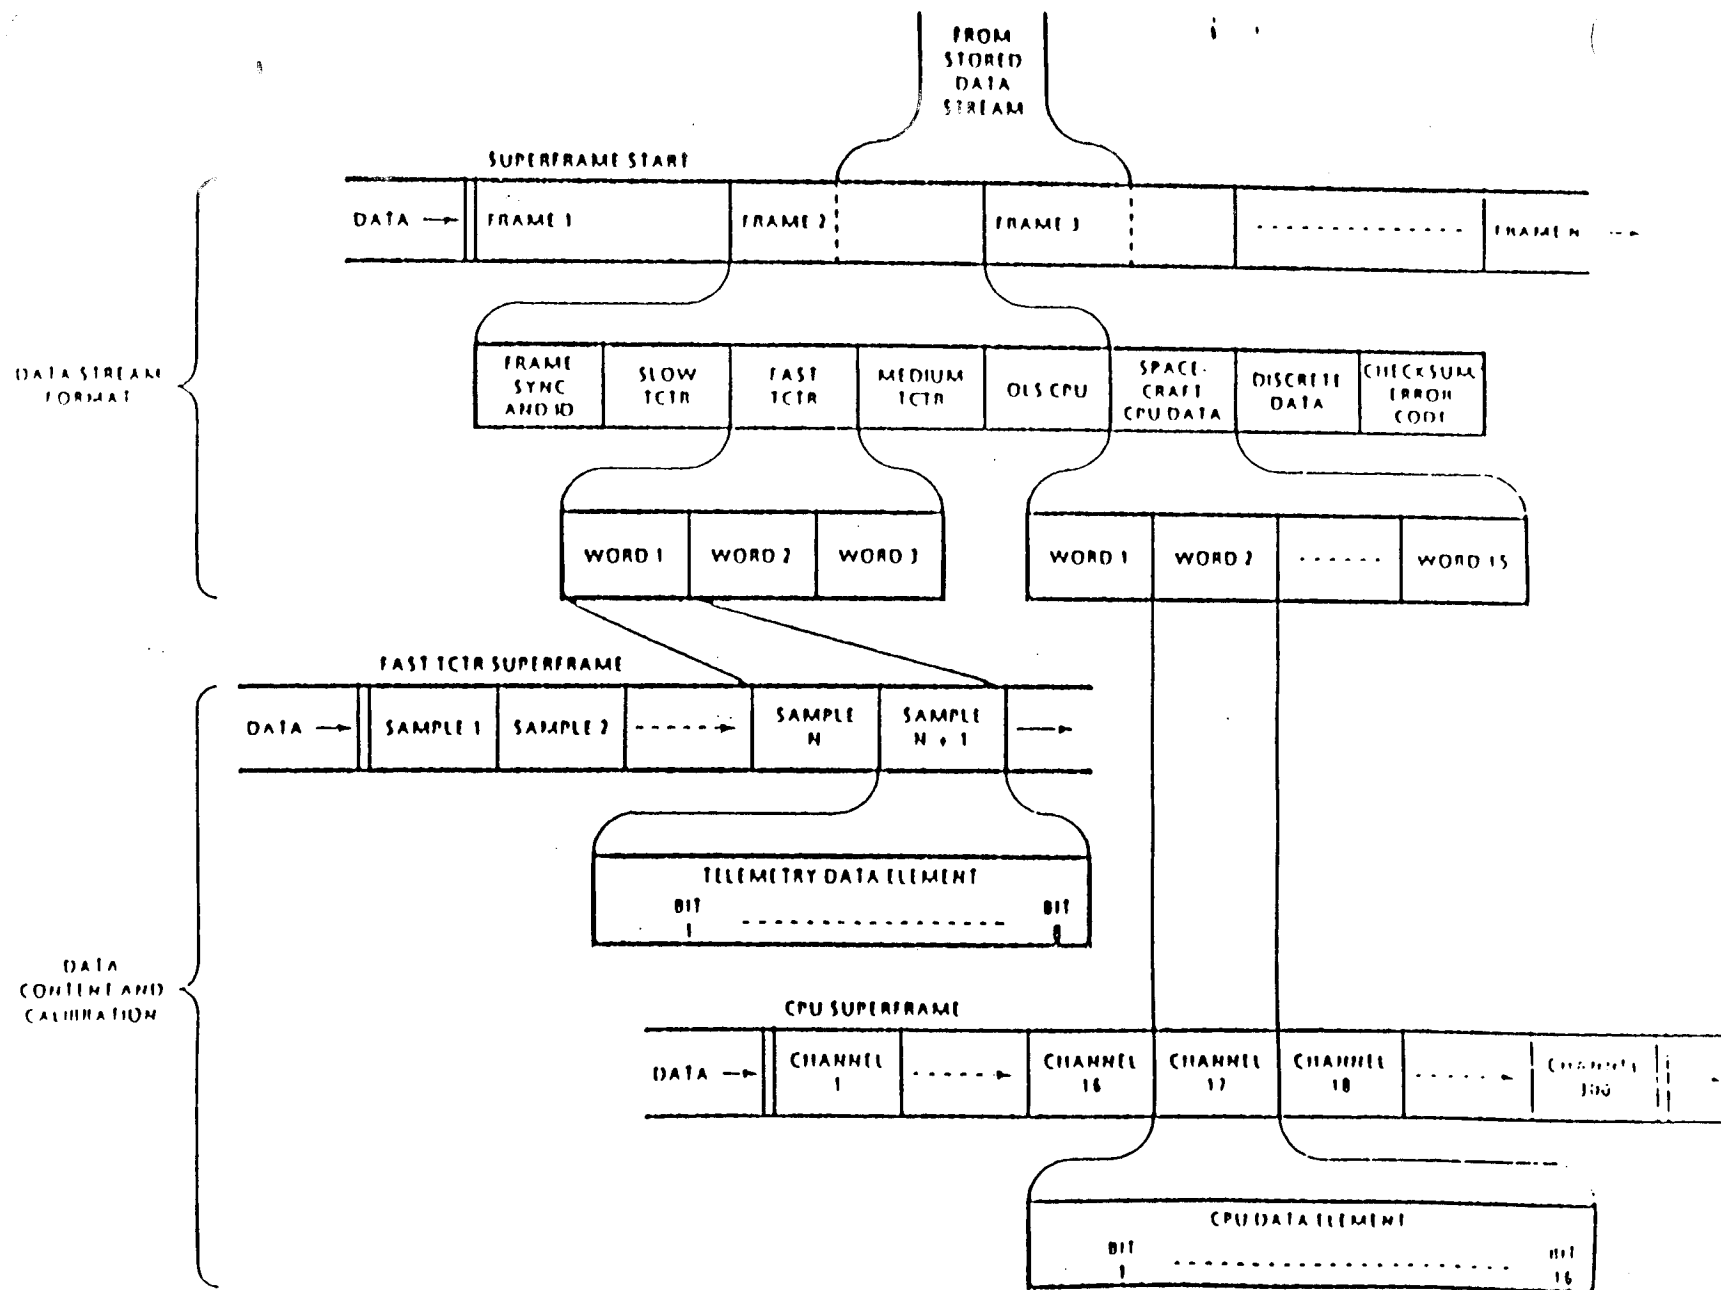 FROM
STORED
DATA
STREAM
SUPERFRAME START
DATA
FRAME 1
FRAME 2
FRAME 3
FRAME N
DATA STREAM
FORMAT
FRAME
SYNC
AND ID
SLOW
TCTR
FAST
TCTR
MEDIUM
TCTR
OLS CPU
SPACE-
CRAFT
CPU DATA
DISCRETE
DATA
CHECKSUM
ERROR
CODE
WORD 1
WORD 2
WORD 3
WORD 1
WORD 2
WORD 15
FAST TCTR SUPERFRAME
DATA
SAMPLE 1
SAMPLE 2
SAMPLE
N
SAMPLE
N + 1
TELEMETRY DATA ELEMENT
BIT
1
BIT
8
DATA
CONTENT AND
CALIBRATION
CPU SUPERFRAME
DATA
CHANNEL
1
CHANNEL
16
CHANNEL
17
CHANNEL
18
CHANNEL
CPU DATA ELEMENT
BIT
1
BIT
16